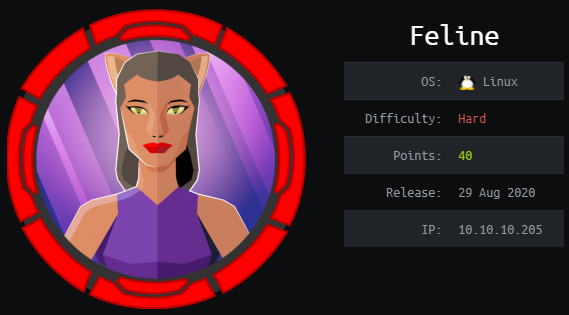 Feline
OS: Linux
Difficulty: Hard
Points: 40
Release: 29 Aug 2020
IP: 10.10.10.205